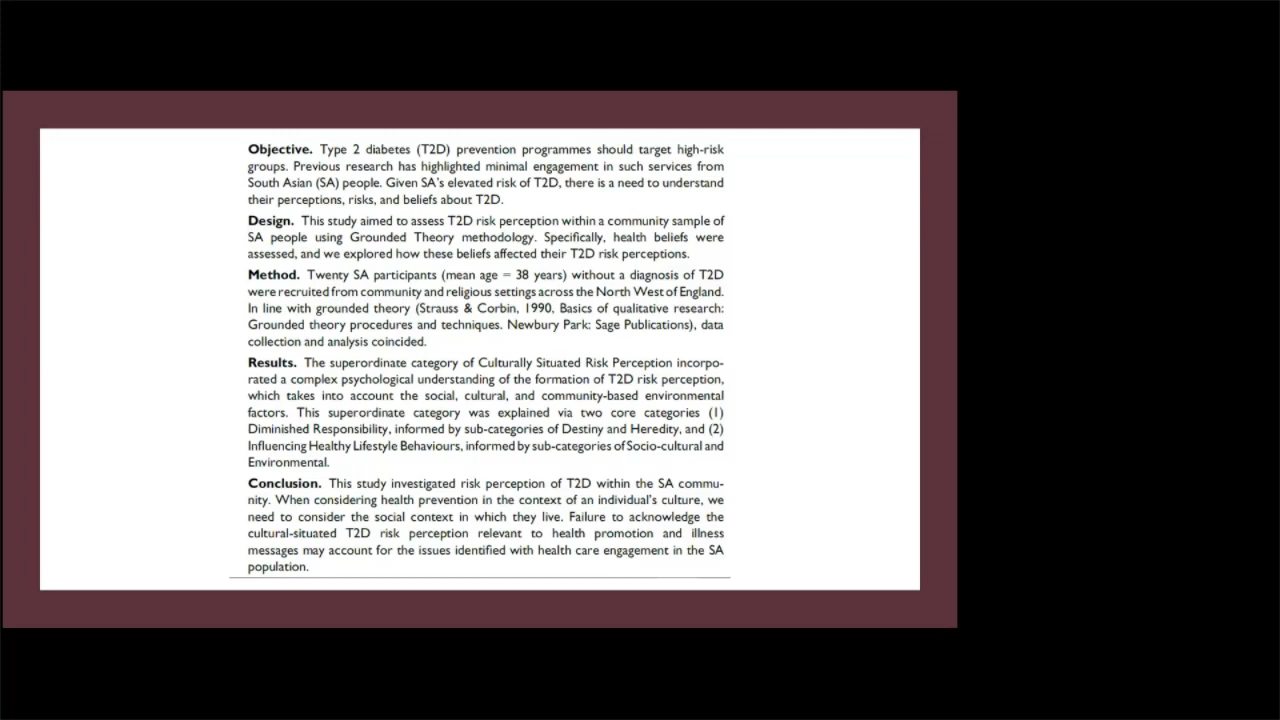 Objective. Type 2 diabetes (T2D) prevention programmes should target high-risk
groups. Previous research has highlighted minimal engagement in such services from
South Asian (SA) people. Given SA's elevated risk of T2D, there is a need to understand
their perceptions, risks, and beliefs about T2D.
Design. This study aimed to assess T2D risk perception within a community sample of
SA people using Grounded Theory methodology. Specifically, health beliefs were
assessed, and we explored how these beliefs affected their T2D risk perceptions.
Method. Twenty SA participants (mean age = 38 years) without a diagnosis of T2D
were recruited from community and religious settings across the North West of England.
In line with grounded theory (Strauss & Corbin, 1990, Basics of qualitative research:
Grounded theory procedures and techniques. Newbury Park: Sage Publications), data
collection and analysis coincided.
Results. The superordinate category of Culturally Situated Risk Perception incorpo-
rated a complex psychological understanding of the formation of T2D risk perception,
which takes into account the social, cultural, and community-based environmental
factors. This superordinate category was explained via two core categories (1)
Diminished Responsibility, informed by sub-categories of Destiny and Heredity, and (2)
Influencing Healthy Lifestyle Behaviours, informed by sub-categories of Socio-cultural and
Environmental.
Conclusion. This study investigated risk perception of T2D within the SA commu-
nity. When considering health prevention in the context of an individual's culture, we
need to consider the social context in which they live. Failure to acknowledge the
cultural-situated T2D risk perception relevant to health promotion and illness
messages may account for the issues identified with health care engagement in the SA
population.